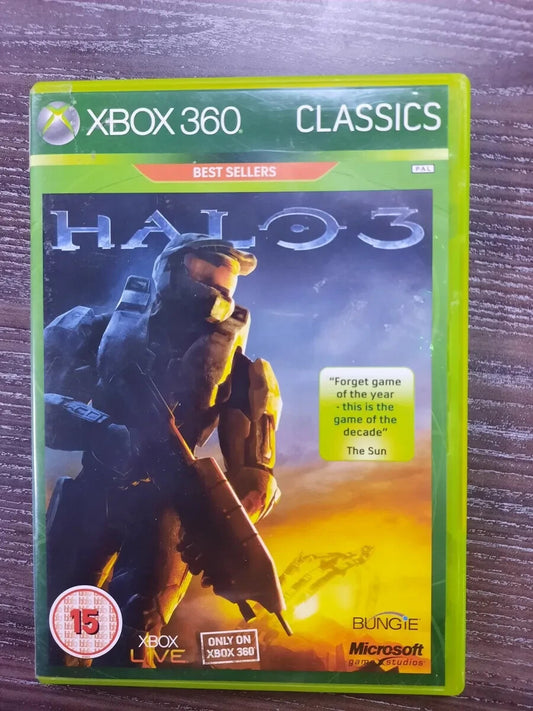 XBOX 360 CLASSICS
BEST SELLERS
PAL
HALO 3
"Forget game
of the year
- this is the
game of the
decade"
The Sun
15
XBOX
LIVE
ONLY ON
XBOX 360
BUNGiE
Microsoft
game studios